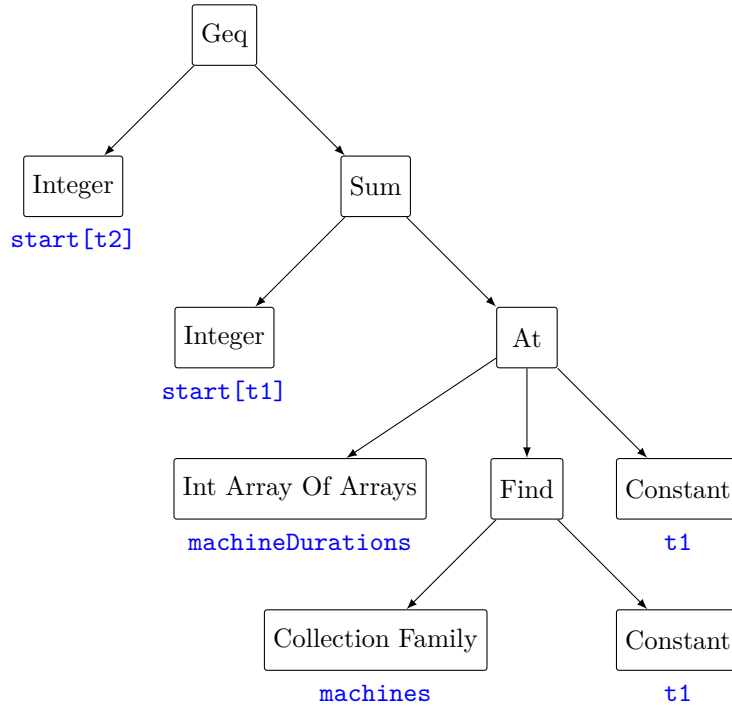 Geq
Integer
Sum
start[t2]
Integer
At
start[t1]
Int Array Of Arrays
Find
Constant
machineDurations
t1
Collection Family
Constant
machines
t1